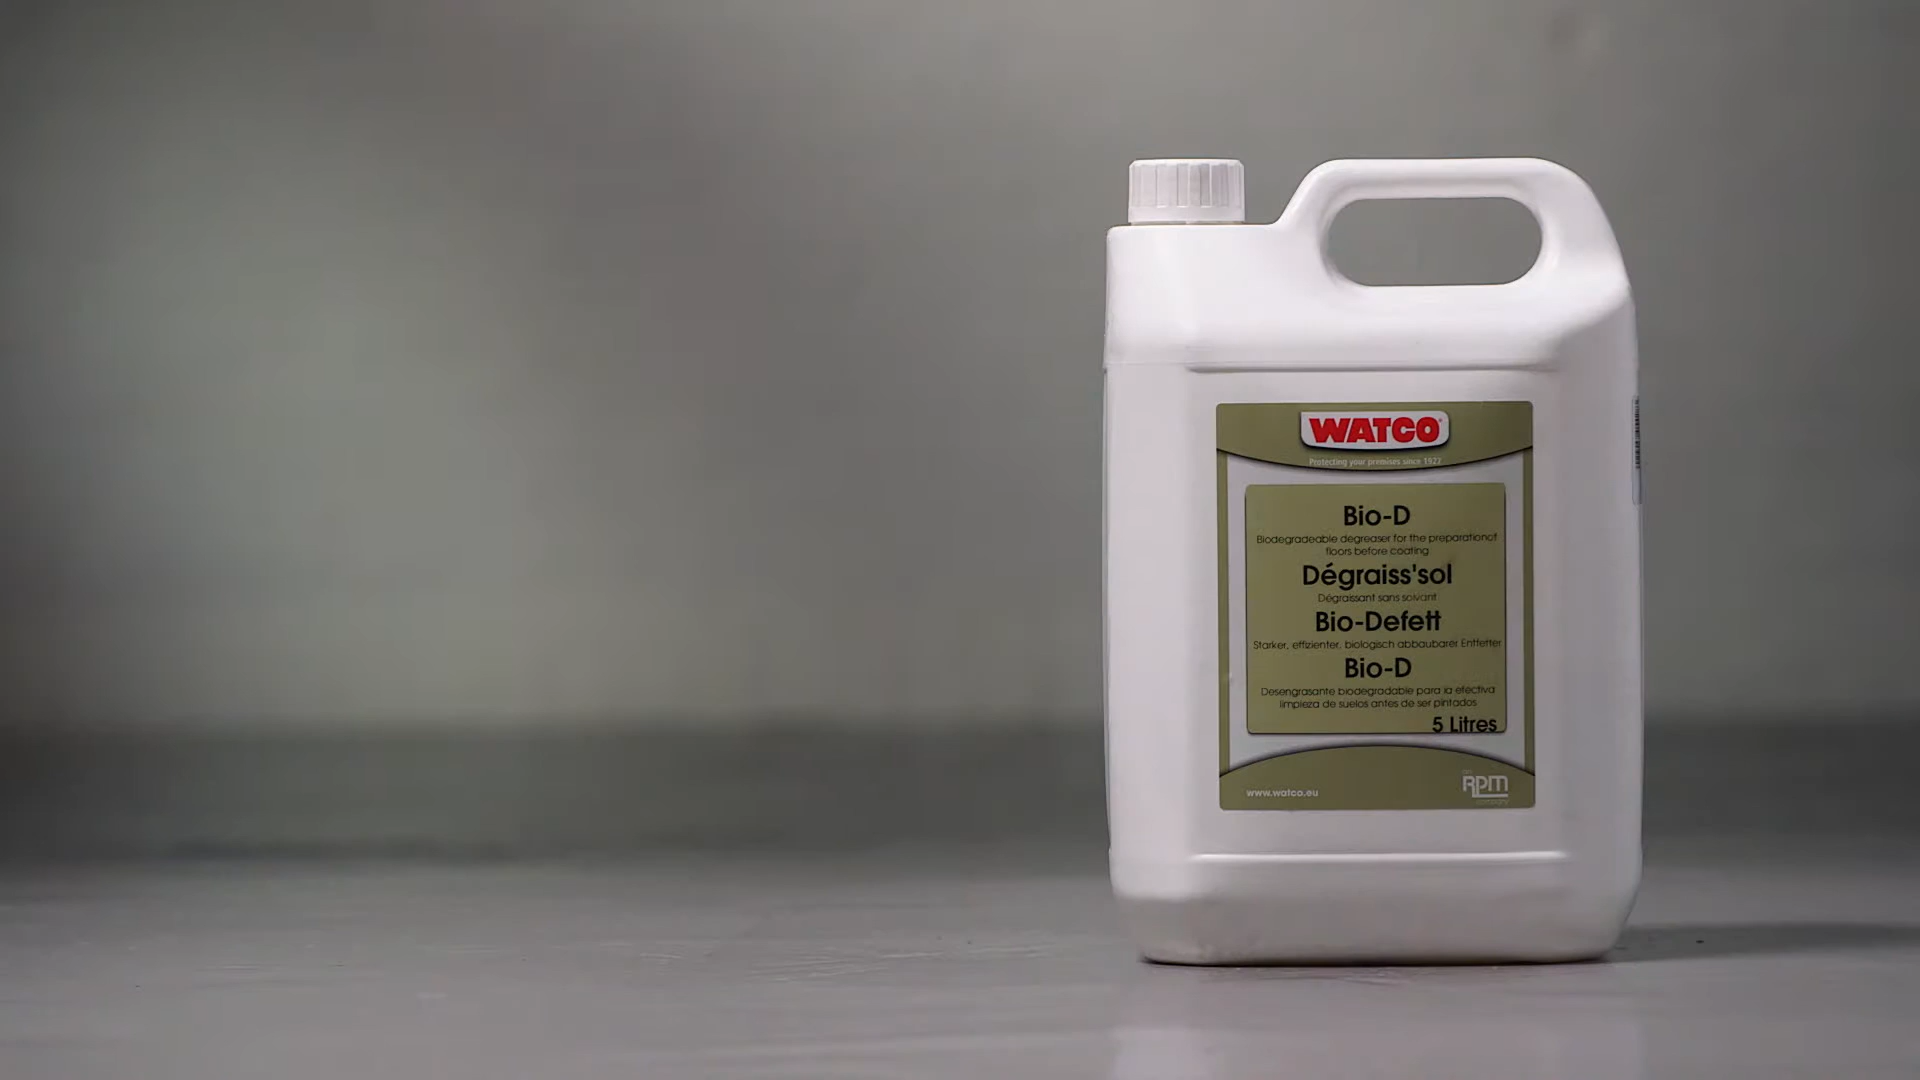 WATCO
Protecting your premises since 1927
Bio-D
Biodegradeable degreaser for the preparationof
floors before coating
Dégraiss'sol
Dégraissant sans solvant
Bio-Defett
Starker, effizienter, biologisch abbaubarer Entfetter
Bio-D
Desengrasante biodegradable para la efectiva
limpieza de suelos antes de ser pintados
5 Litres
www.watco.eu
an
RPM
company